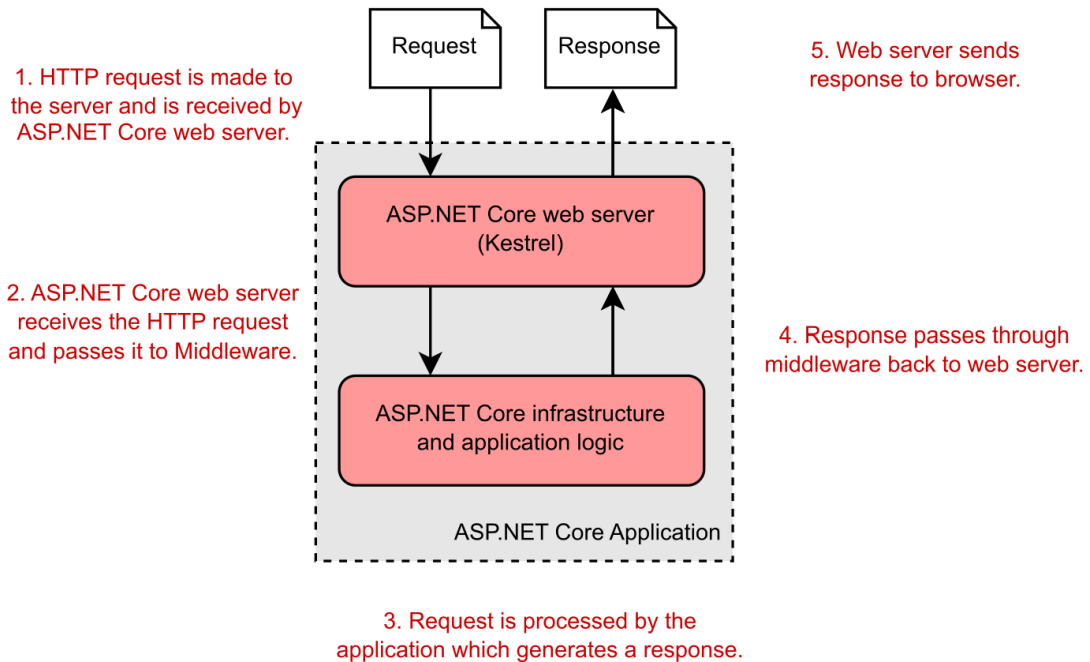 Request
Response
1. HTTP request is made to
the server and is received by
ASP.NET Core web server.
5. Web server sends
response to browser.
ASP.NET Core web server
(Kestrel)
2. ASP.NET Core web server
receives the HTTP request
and passes it to Middleware.
4. Response passes through
middleware back to web server.
ASP.NET Core infrastructure
and application logic
ASP.NET Core Application
3. Request is processed by the
application which generates a response.